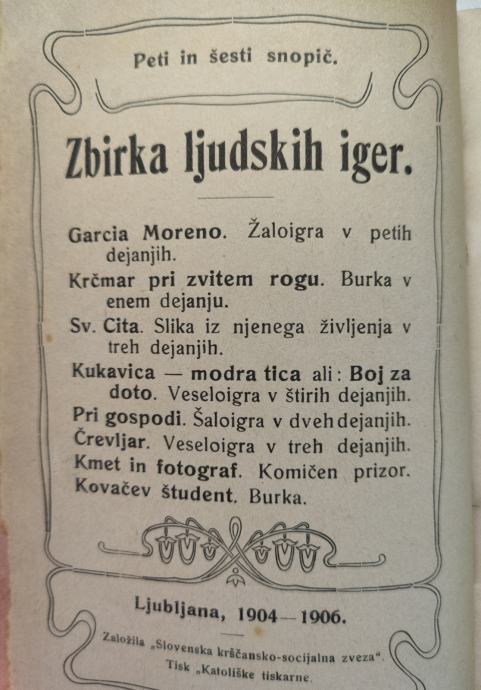 Peti in šesti snopič.
Zbirka ljudskih iger.
Garcia Moreno. Žaloigra v petih
dejanjih.
Krčmar pri zvitem rogu. Burka v
enem dejanju.
Sv. Cita. Slika iz njenega življenja v
treh dejanjih.
Kukavica — modra tica ali: Boj za
doto. Veseloigra v štirih dejanjih.
Pri gospodi. Šaloigra v dveh dejanjih.
Črevljar. Veseloigra v treh dejanjih.
Kmet in fotograf. Komičen prizor.
Kovačev študent. Burka.
Ljubljana, 1904—1906.
Založila „Slovenska krščansko-socijalna zveza“.
Tisk „Katoliške tiskarne.